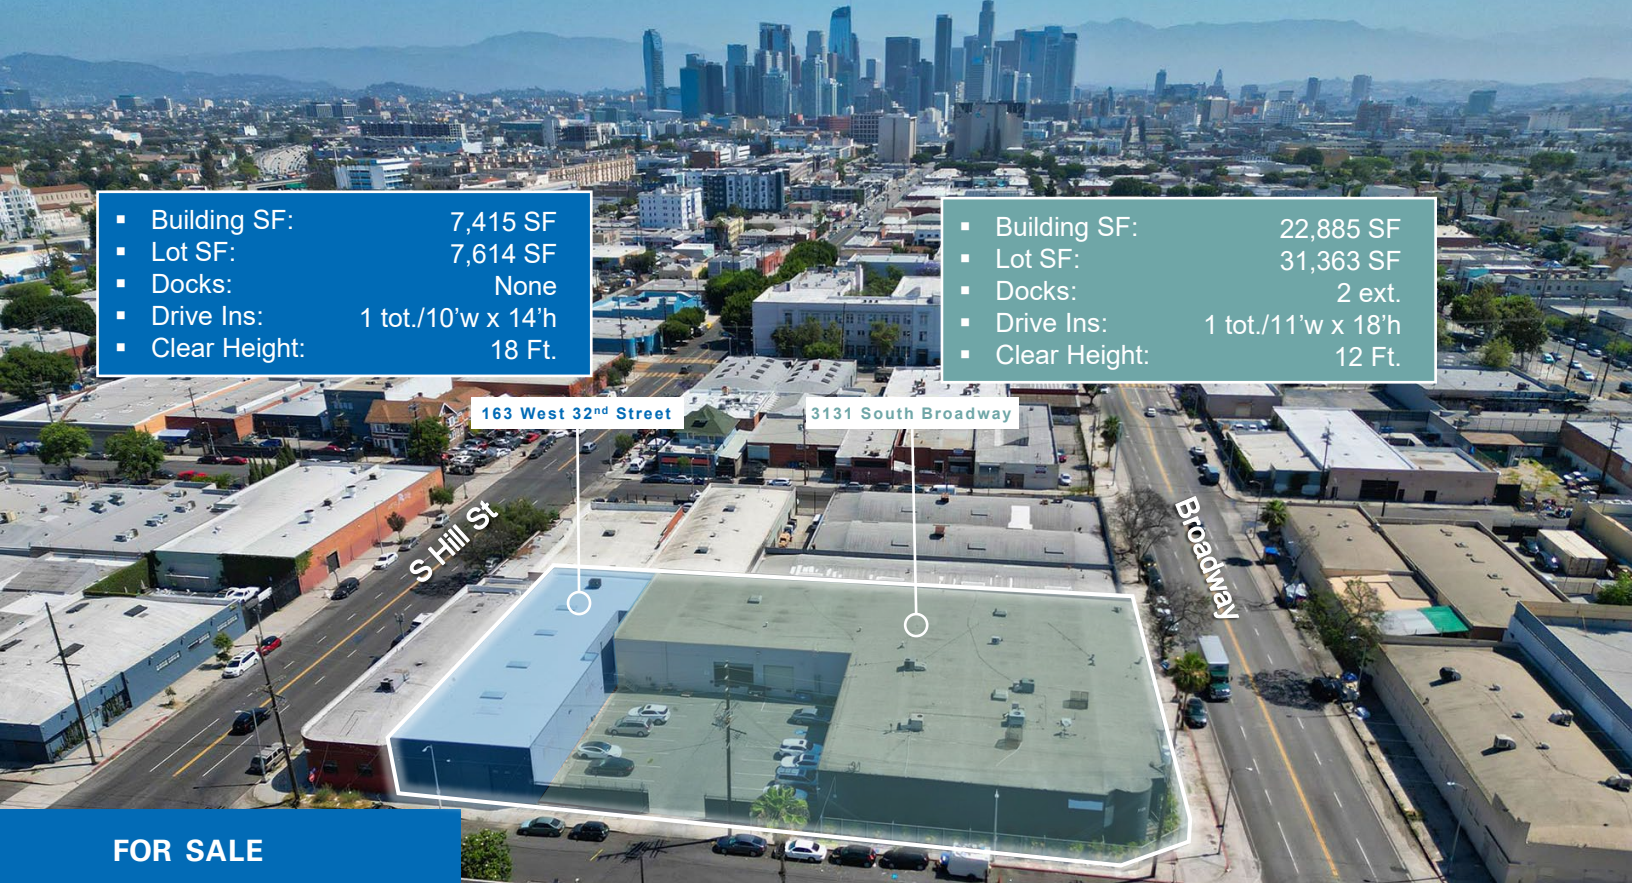 ▪ Building SF: 7,415 SF
▪ Lot SF: 7,614 SF
▪ Docks: None
▪ Drive Ins: 1 tot./10’w x 14’h
▪ Clear Height: 18 Ft.
▪ Building SF: 22,885 SF
▪ Lot SF: 31,363 SF
▪ Docks: 2 ext.
▪ Drive Ins: 1 tot./11’w x 18’h
▪ Clear Height: 12 Ft.
163 West 32nd Street
3131 South Broadway
S Hill St
Broadway
FOR SALE